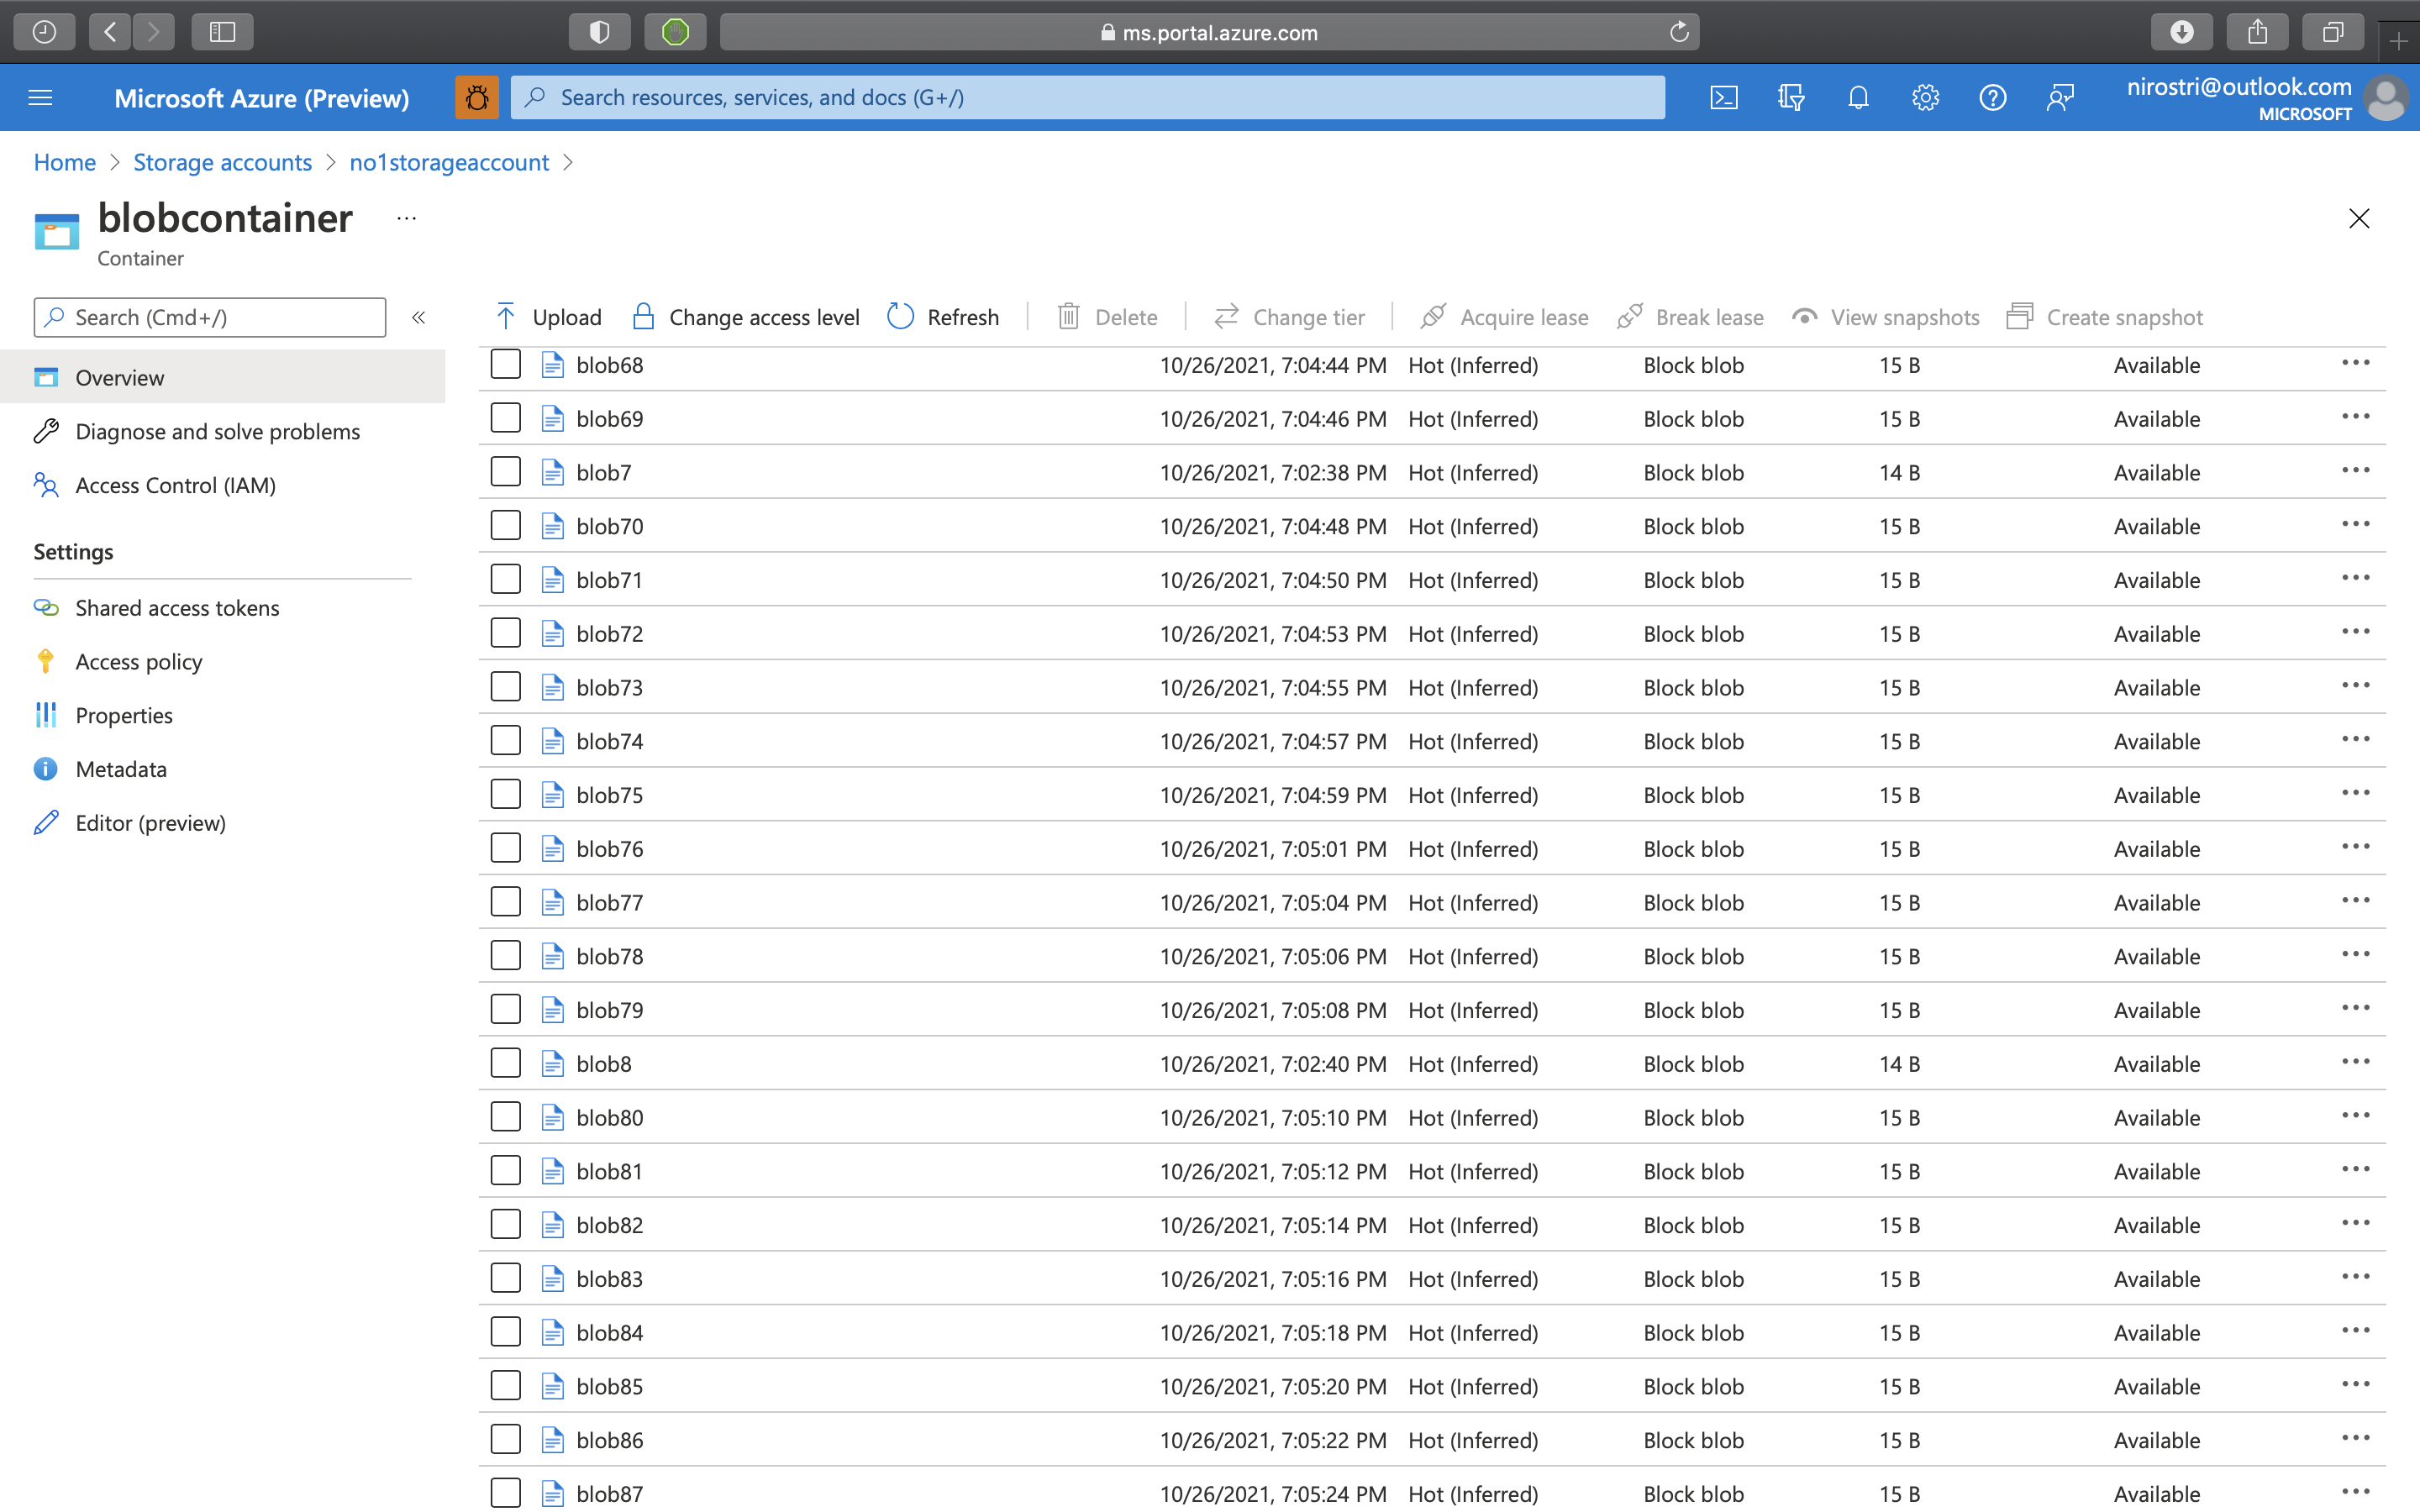 ms.portal.azure.com
Microsoft Azure (Preview)
Search resources, services, and docs (G+/)
nirostri@outlook.com
MICROSOFT
Home > Storage accounts > no1storageaccount >
blobcontainer ...
Container
Search (Cmd+/) «
Overview
Diagnose and solve problems
Access Control (IAM)
Settings
Shared access tokens
Access policy
Properties
Metadata
Editor (preview)
Upload Change access level Refresh Delete Change tier Acquire lease Break lease View snapshots Create snapshot
blob68 10/26/2021, 7:04:44 PM Hot (Inferred) Block blob 15 B Available ...
blob69 10/26/2021, 7:04:46 PM Hot (Inferred) Block blob 15 B Available ...
blob7 10/26/2021, 7:02:38 PM Hot (Inferred) Block blob 14 B Available ...
blob70 10/26/2021, 7:04:48 PM Hot (Inferred) Block blob 15 B Available ...
blob71 10/26/2021, 7:04:50 PM Hot (Inferred) Block blob 15 B Available ...
blob72 10/26/2021, 7:04:53 PM Hot (Inferred) Block blob 15 B Available ...
blob73 10/26/2021, 7:04:55 PM Hot (Inferred) Block blob 15 B Available ...
blob74 10/26/2021, 7:04:57 PM Hot (Inferred) Block blob 15 B Available ...
blob75 10/26/2021, 7:04:59 PM Hot (Inferred) Block blob 15 B Available ...
blob76 10/26/2021, 7:05:01 PM Hot (Inferred) Block blob 15 B Available ...
blob77 10/26/2021, 7:05:04 PM Hot (Inferred) Block blob 15 B Available ...
blob78 10/26/2021, 7:05:06 PM Hot (Inferred) Block blob 15 B Available ...
blob79 10/26/2021, 7:05:08 PM Hot (Inferred) Block blob 15 B Available ...
blob8 10/26/2021, 7:02:40 PM Hot (Inferred) Block blob 14 B Available ...
blob80 10/26/2021, 7:05:10 PM Hot (Inferred) Block blob 15 B Available ...
blob81 10/26/2021, 7:05:12 PM Hot (Inferred) Block blob 15 B Available ...
blob82 10/26/2021, 7:05:14 PM Hot (Inferred) Block blob 15 B Available ...
blob83 10/26/2021, 7:05:16 PM Hot (Inferred) Block blob 15 B Available ...
blob84 10/26/2021, 7:05:18 PM Hot (Inferred) Block blob 15 B Available ...
blob85 10/26/2021, 7:05:20 PM Hot (Inferred) Block blob 15 B Available ...
blob86 10/26/2021, 7:05:22 PM Hot (Inferred) Block blob 15 B Available ...
blob87 10/26/2021, 7:05:24 PM Hot (Inferred) Block blob 15 B Available ...